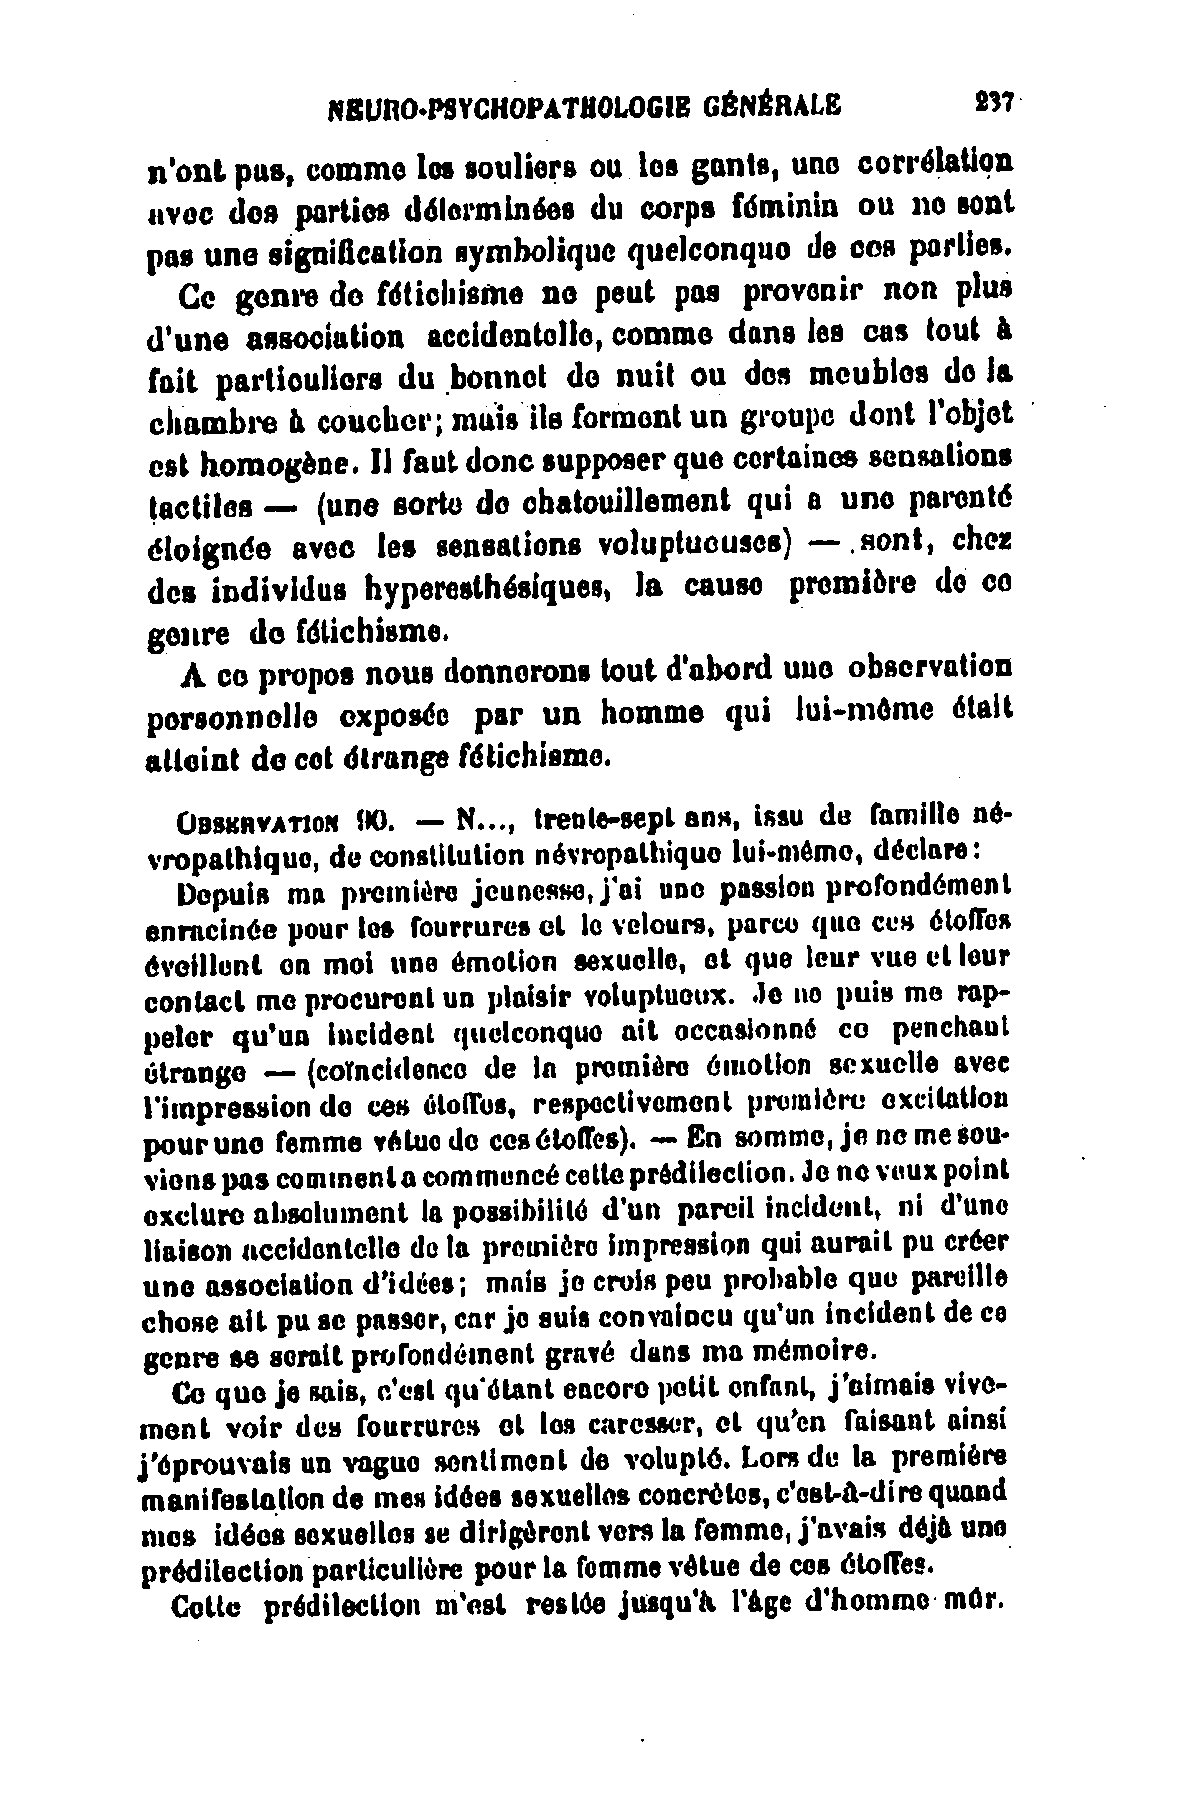 NEURO-PSYCHOPATHOLOGIE GÉNÉRALE 237
n'ont pas, comme les souliers ou les gants, une corrélation
avec des parties déterminées du corps féminin ou ne sont
pas une signification symbolique quelconque de ces parties.
Ce genre de fétichisme ne peut pas provenir non plus
d'une association accidentelle, comme dans les cas tout à
fait particuliers du bonnet de nuit ou des meubles de la
chambre à coucher; mais ils forment un groupe dont l'objet
est homogène. Il faut donc supposer que certaines sensations
tactiles — (une sorte de chatouillement qui a une parenté
éloignée avec les sensations voluptueuses) — sont, chez
des individus hyperesthésiques, la cause première de ce
genre de fétichisme.
A ce propos nous donnerons tout d'abord une observation
personnelle exposée par un homme qui lui-même était
atteint de cet étrange fétichisme.
OBSERVATION 90. — N..., trente-sept ans, issu de famille né-
vropathique, de constitution névropathique lui-même, déclare :
Depuis ma première jeunesse, j'ai une passion profondément
enracinée pour les fourrures et le velours, parce que ces étoffes
éveillent en moi une émotion sexuelle, et que leur vue et leur
contact me procurent un plaisir voluptueux. Je ne puis me rap-
peler qu'un incident quelconque ait occasionné ce penchant
étrange — (coïncidence de la première émotion sexuelle avec
l'impression de ces étoffes, respectivement première excitation
pour une femme vêtue de ces étoffes). — En somme, je ne me sou-
viens pas comment a commencé cette prédilection. Je ne veux point
exclure absolument la possibilité d'un pareil incident, ni d'une
liaison accidentelle de la première impression qui aurait pu créer
une association d'idées; mais je crois peu probable que pareille
chose ait pu se passer, car je suis convaincu qu'un incident de ce
genre se serait profondément gravé dans ma mémoire.
Ce que je sais, c'est qu'étant encore petit enfant, j'aimais vive-
ment voir des fourrures et les caresser, et qu'en faisant ainsi
j'éprouvais un vague sentiment de volupté. Lors de la première
manifestation de mes idées sexuelles concrètes, c'est-à-dire quand
mes idées sexuelles se dirigèrent vers la femme, j'avais déjà une
prédilection particulière pour la femme vêtue de ces étoffes.
Cette prédilection m'est restée jusqu'à l'âge d'homme mûr.